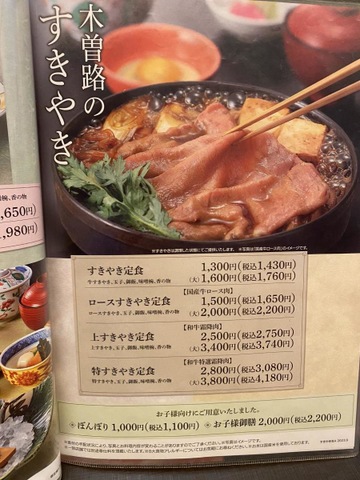 木曽路の
すきやき
椀、香の物
,650円)
,980円)
すきやき定食 1,300円(税込1,430円)
牛すきやき、玉子、御飯、味噌椀、香の物 (大)1,600円(税込1,760円)
【国産牛ロース肉】
ロースすきやき定食 1,500円(税込1,650円)
ロースすきやき、玉子、御飯、味噌椀、香の物 (大)2,000円(税込2,200円)
【和牛霜降肉】
上すきやき定食 2,500円(税込2,750円)
上すきやき、玉子、御飯、味噌椀、香の物 (大)3,400円(税込3,740円)
【和牛特選霜降肉】
特すきやき定食 2,800円(税込3,080円)
特すきやき、玉子、御飯、味噌椀、香の物 (大)3,800円(税込4,180円)
お子様向けにご用意いたしました。
ぼんぼり 1,000円(税込1,100円) お子様御膳 2,000円(税込2,200円)